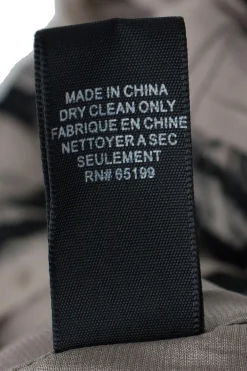 MADE IN CHINA
DRY CLEAN ONLY
FABRIQUE EN CHINE
NETTOYER A SEC
SEULEMENT
RN# 65199